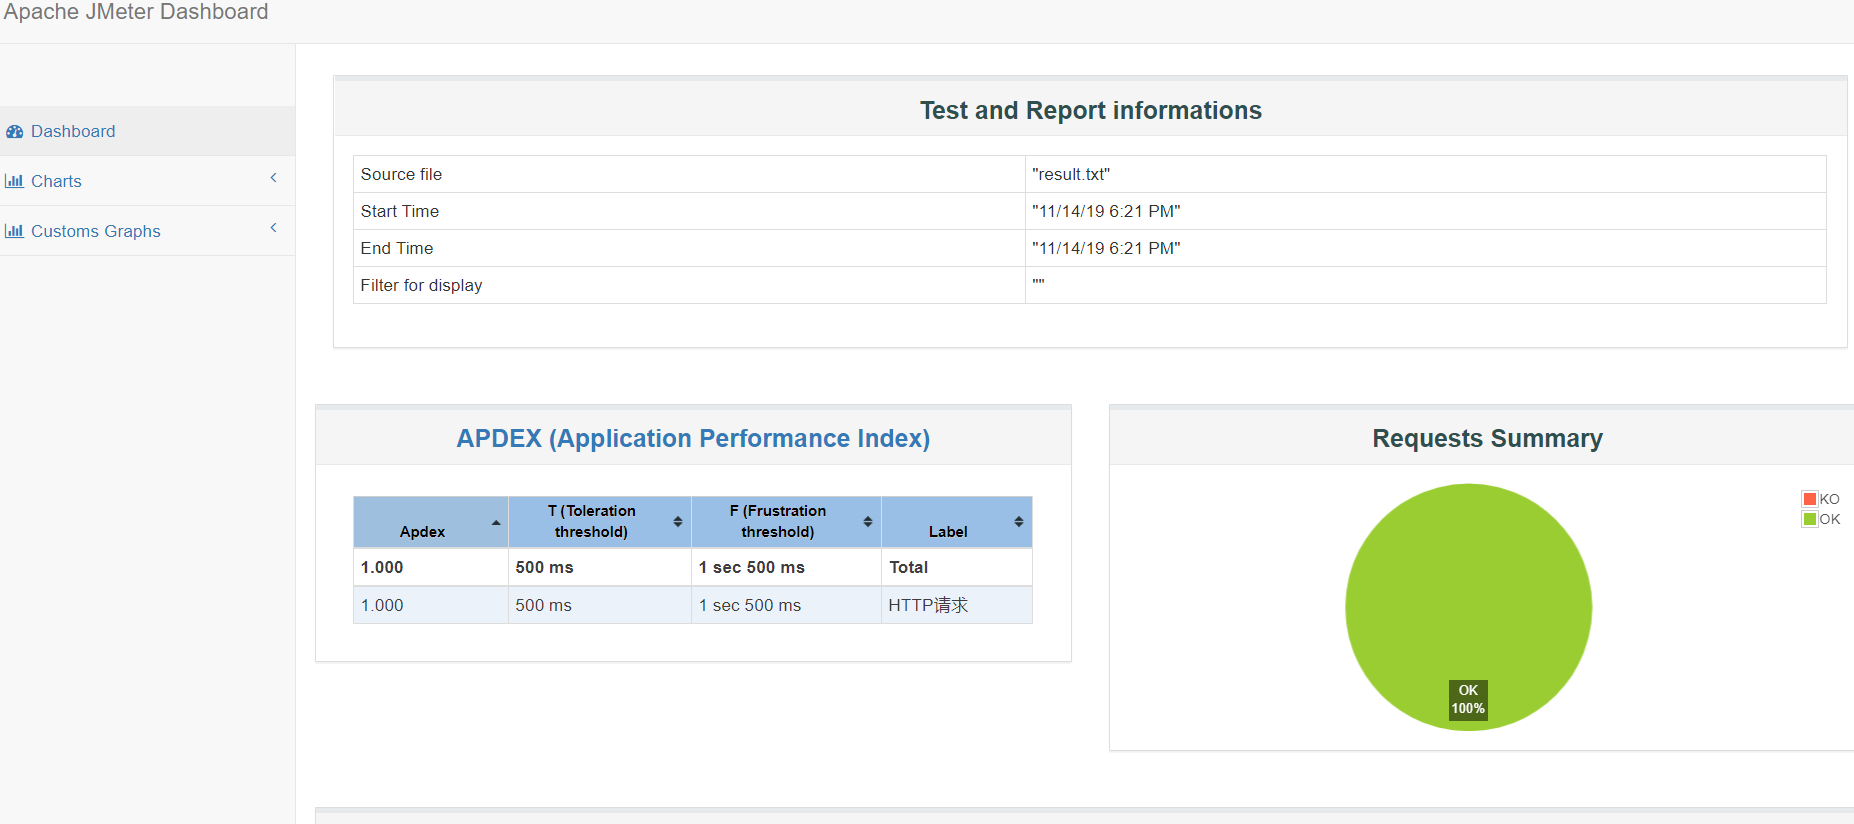 Apache JMeter Dashboard
Dashboard
Charts
Customs Graphs
Test and Report informations
Source file "result.txt"
Start Time "11/14/19 6:21 PM"
End Time "11/14/19 6:21 PM"
Filter for display ""
APDEX (Application Performance Index)
Apdex T (Toleration threshold) F (Frustration threshold) Label
1.000 500 ms 1 sec 500 ms Total
1.000 500 ms 1 sec 500 ms HTTP请求
Requests Summary
KO
OK
OK
100%